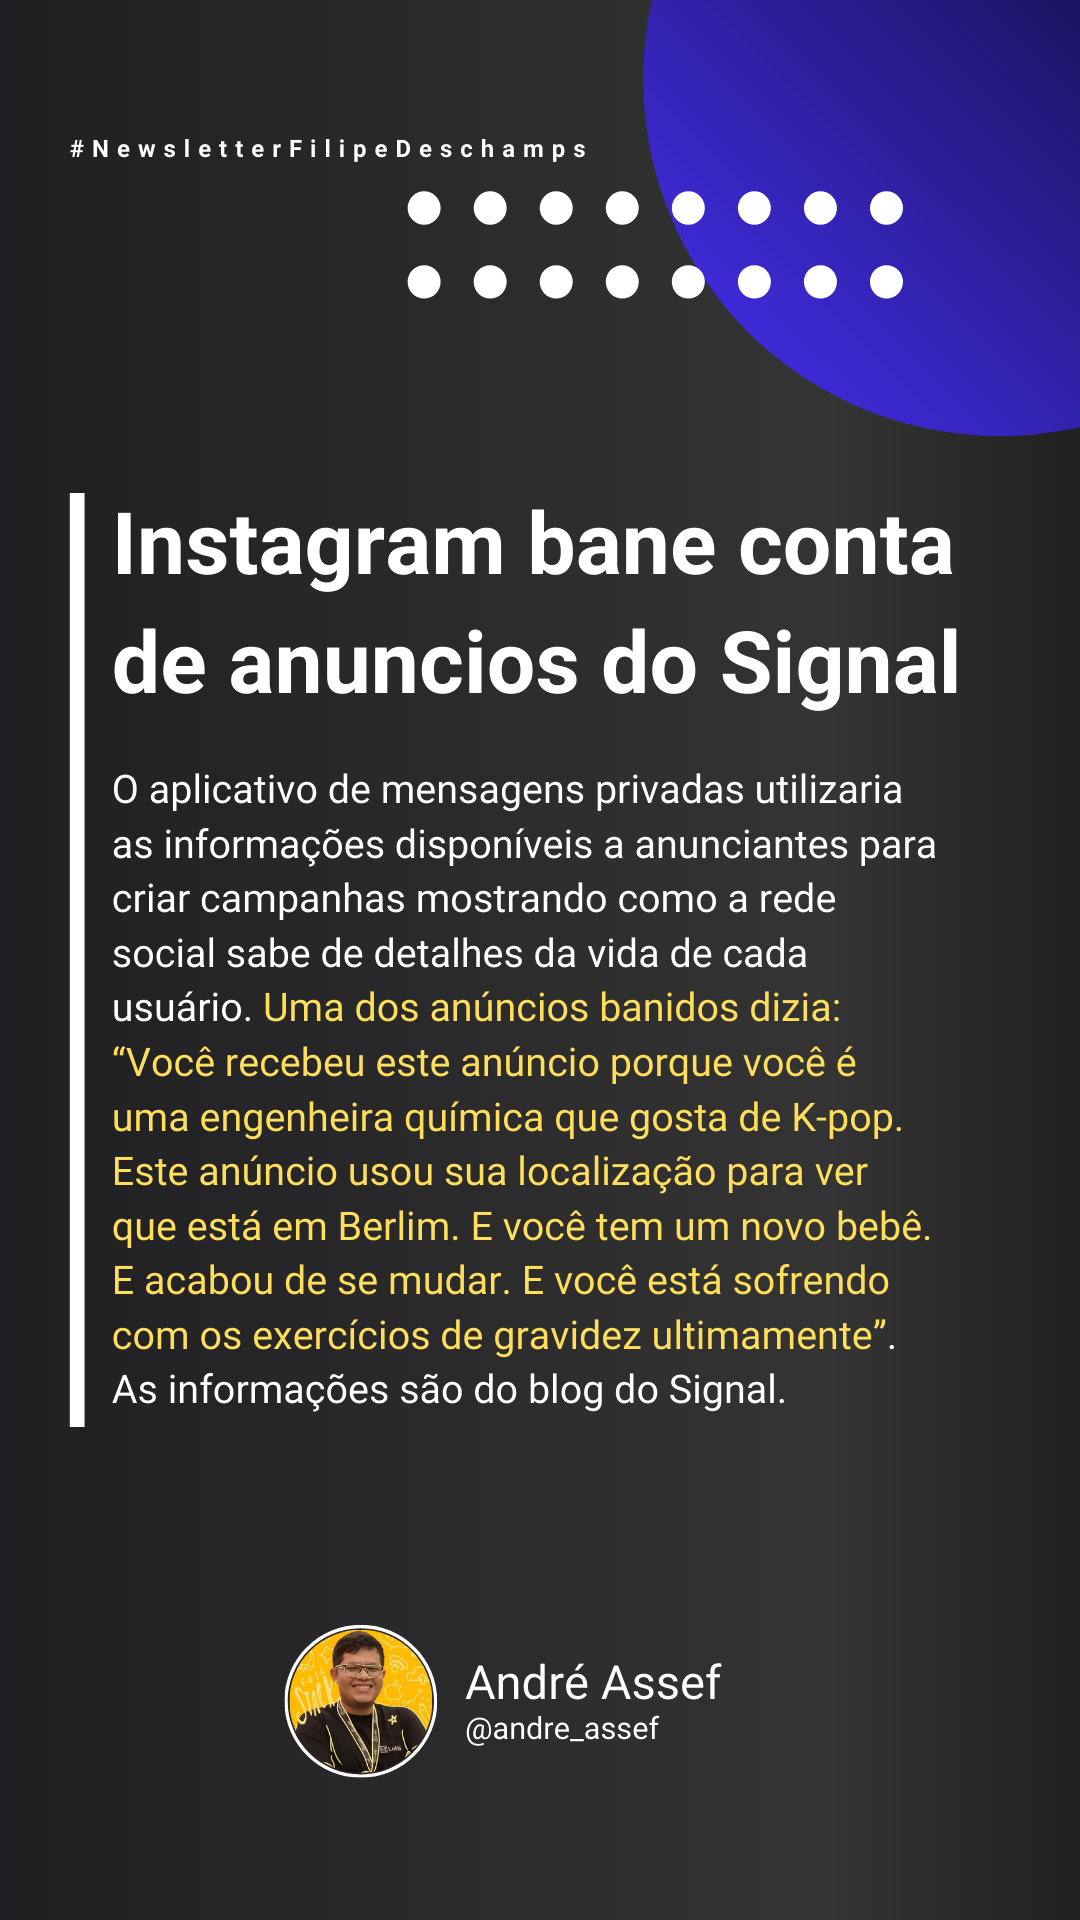 #NewsletterFilipeDeschamps
Instagram bane conta
de anuncios do Signal
O aplicativo de mensagens privadas utilizaria
as informações disponíveis a anunciantes para
criar campanhas mostrando como a rede
social sabe de detalhes da vida de cada
usuário. Uma dos anúncios banidos dizia:
“Você recebeu este anúncio porque você é
uma engenheira química que gosta de K-pop.
Este anúncio usou sua localização para ver
que está em Berlim. E você tem um novo bebê.
E acabou de se mudar. E você está sofrendo
com os exercícios de gravidez ultimamente”.
As informações são do blog do Signal.
André Assef
@andre_assef